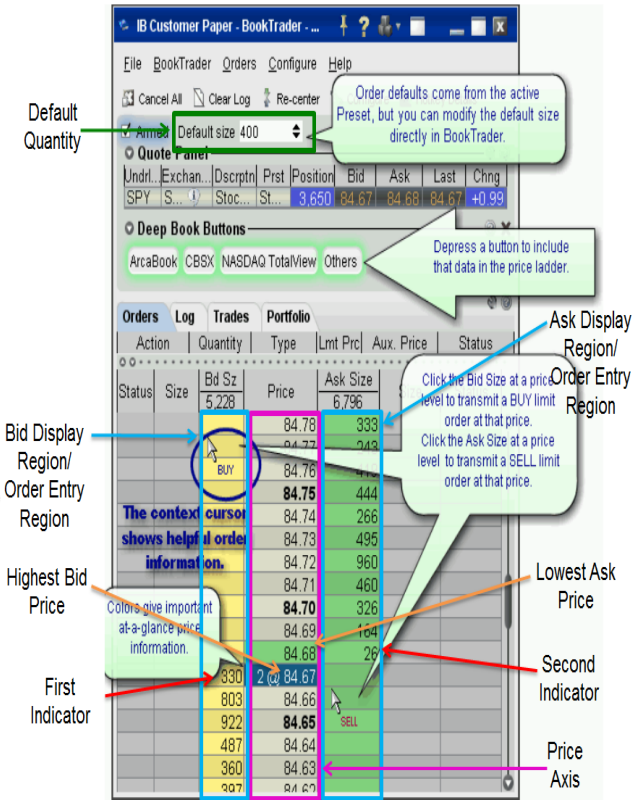 IB Customer Paper - BookTrader - ...
File BookTrader Orders Configure Help
Cancel All Clear Log Re-center
Order defaults come from the active
Preset, but you can modify the default size
directly in BookTrader.
Default
Quantity
Armed Default size 400
Quote Panel
Undrl... Exchan... Dscrptn Prst Position Bid Ask Last Chng
SPY S... Stoc... St... 3,650 84.67 84.68 84.67 +0.99
Deep Book Buttons
ArcaBook CBSX NASDAQ TotalView Others
Depress a button to include
that data in the price ladder.
Orders Log Trades Portfolio
Action Quantity Type Lmt Prc Aux. Price Status
Ask Display
Region/
Order Entry
Region
Status Size Bd Sz Price Ask Size
5,228 6,796
Click the Bid Size at a price
level to transmit a BUY limit
order at that price.
Click the Ask Size at a price
level to transmit a SELL limit
order at that price.
Bid Display
Region/
Order Entry
Region
84.78 333
84.77 243
BUY 84.76
84.75 444
The context cursor 84.74 266
shows helpful order 84.73 495
information. 84.72 960
84.71 460
84.70 326
84.69 164
84.68 26
330 2 @ 84.67
803 84.66
922 84.65 SELL
487 84.64
360 84.63
397 84.62
Highest Bid
Price
Colors give important
at-a-glance price
information.
First
Indicator
Lowest Ask
Price
Second
Indicator
Price
Axis